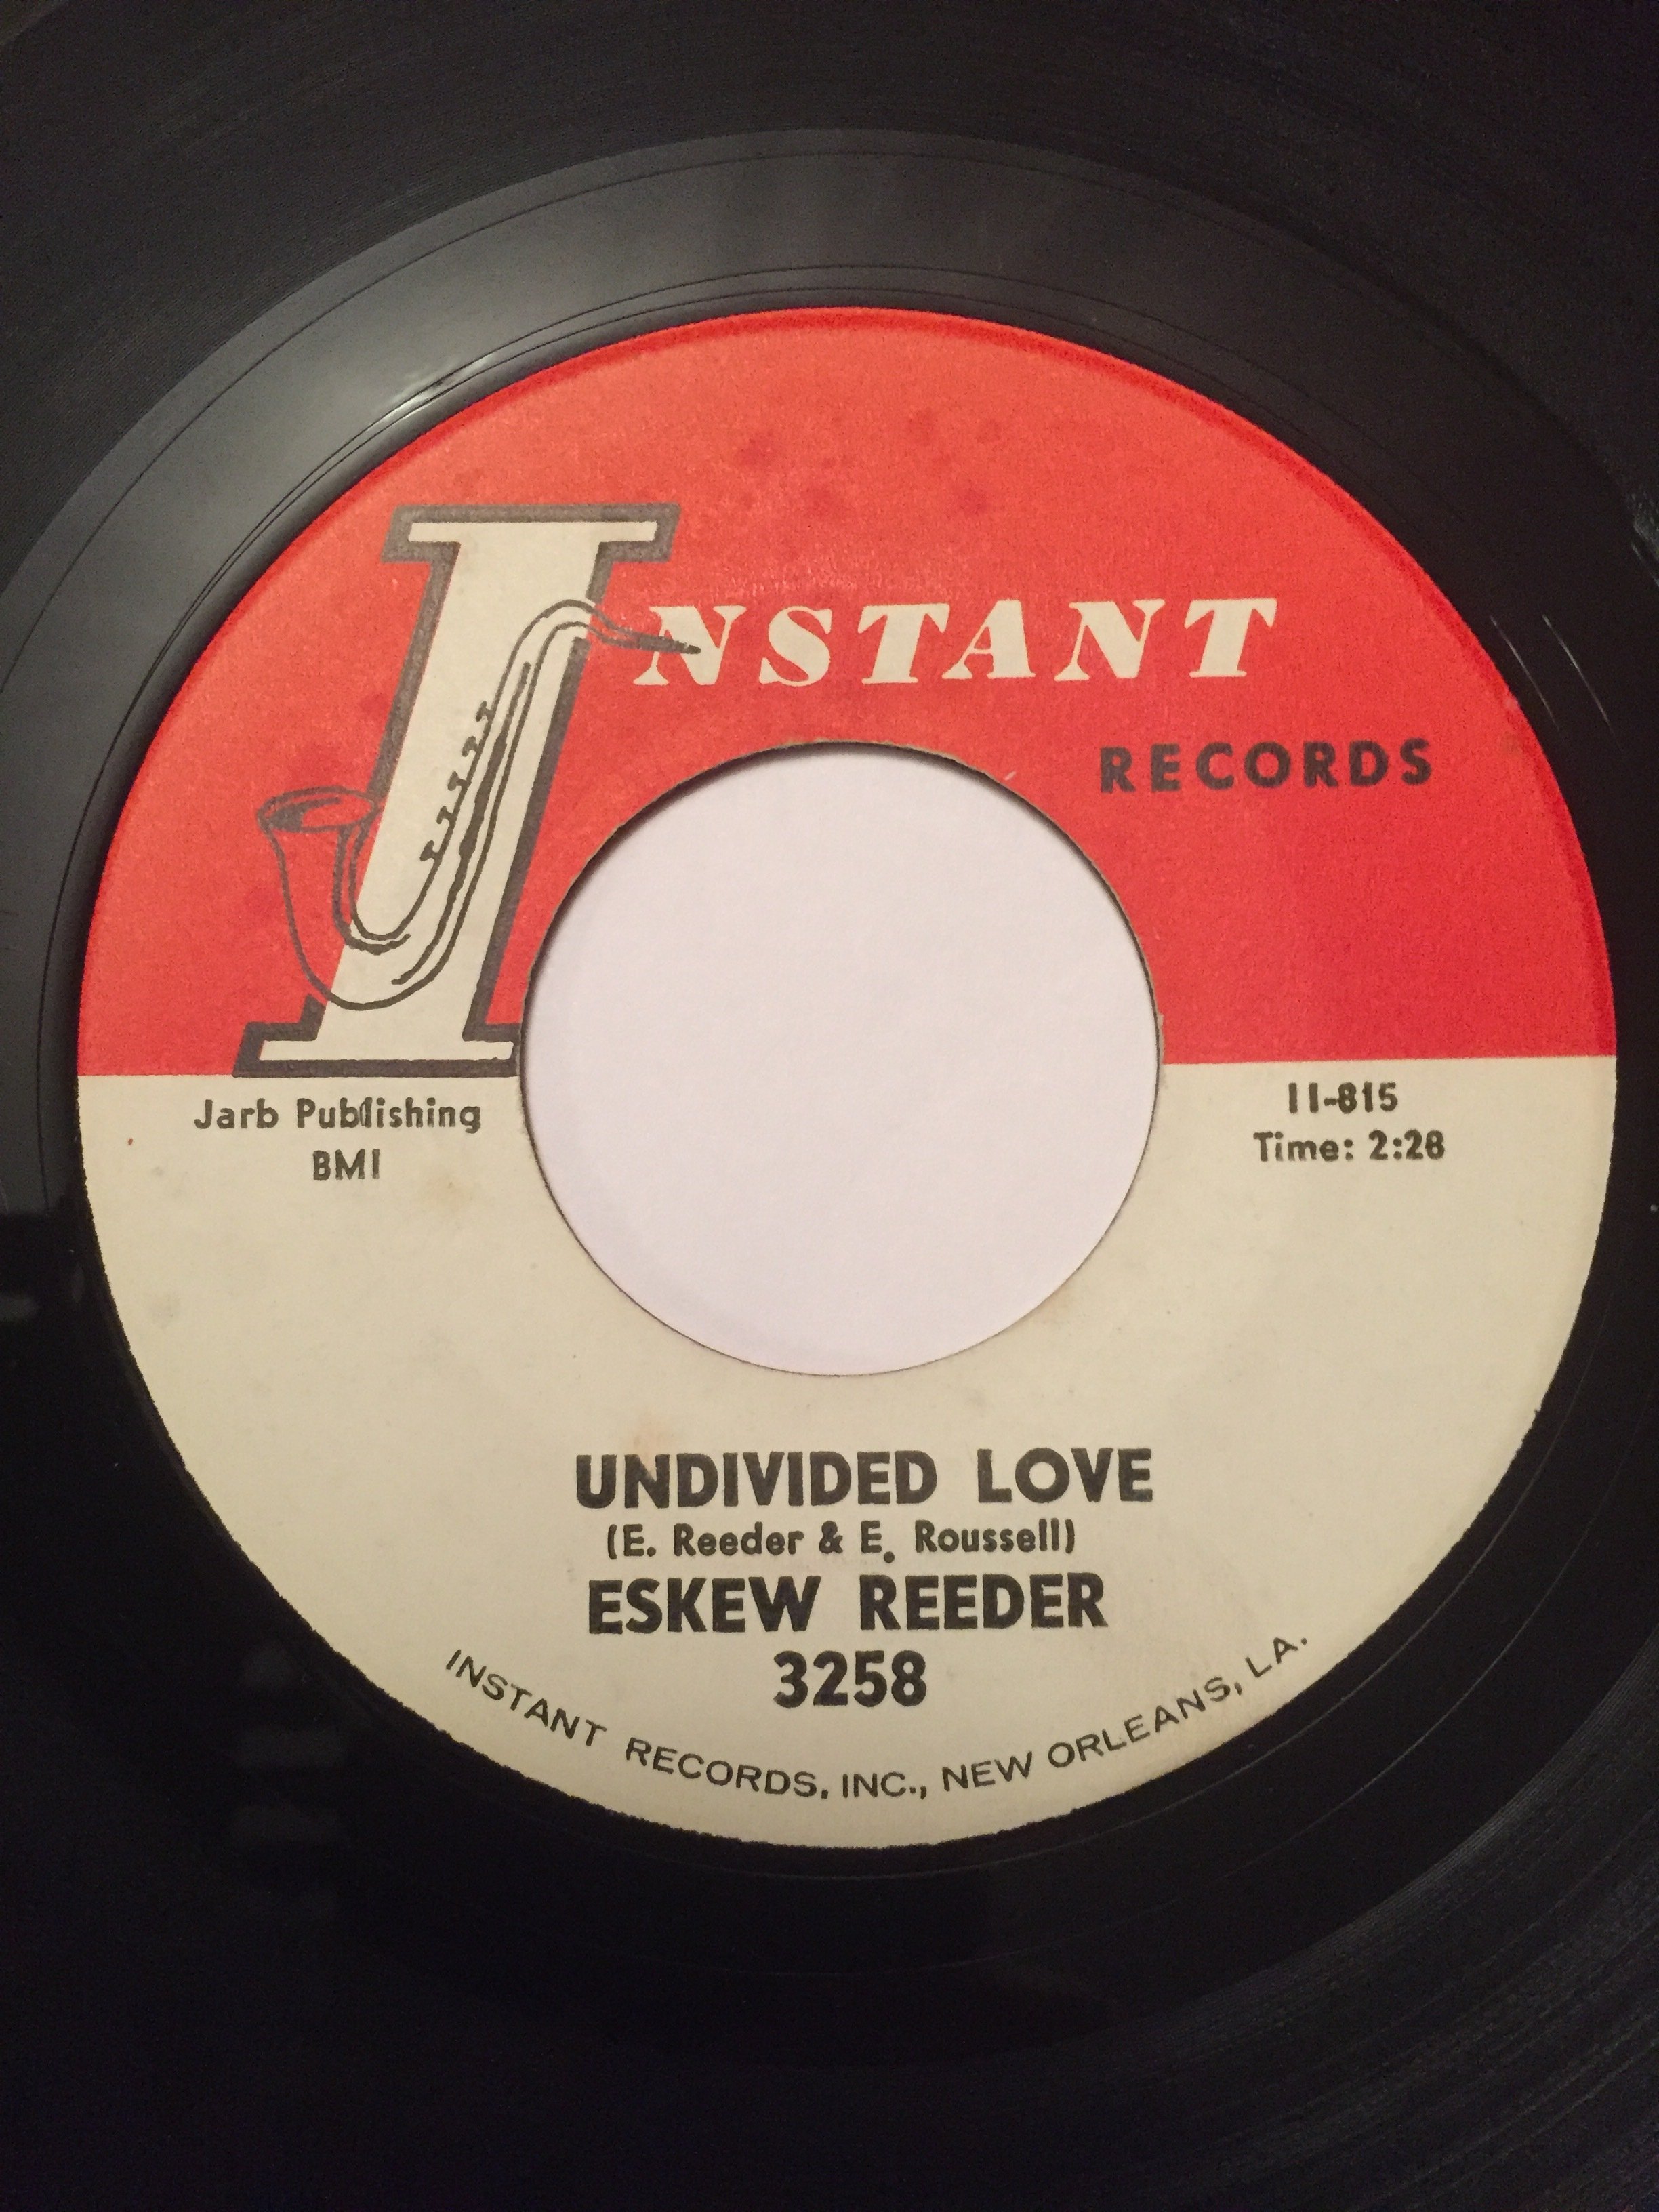 INSTANT
RECORDS
Jarb Publishing
BMI
11-815
Time: 2:28
UNDIVIDED LOVE
(E. Reeder & E. Roussell)
ESKEW REEDER
3258
INSTANT RECORDS, INC., NEW ORLEANS, LA.